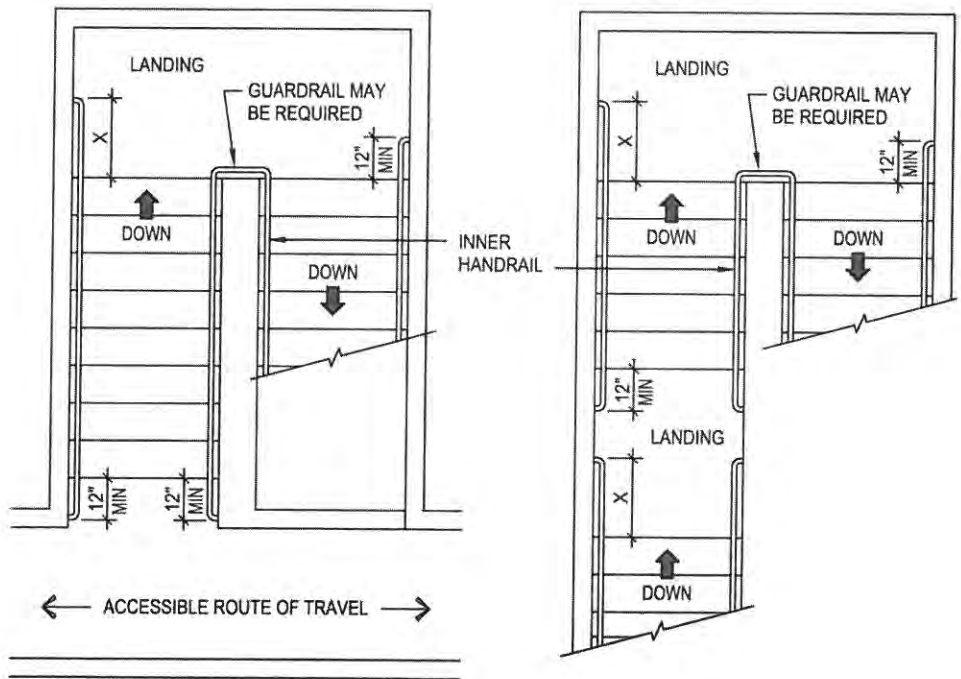 LANDING
GUARDRAIL MAY
BE REQUIRED
X
12"
MIN
DOWN
DOWN
INNER
HANDRAIL
12"
MIN
12"
MIN
ACCESSIBLE ROUTE OF TRAVEL
LANDING
GUARDRAIL MAY
BE REQUIRED
X
12"
MIN
DOWN
DOWN
12"
MIN
LANDING
X
DOWN